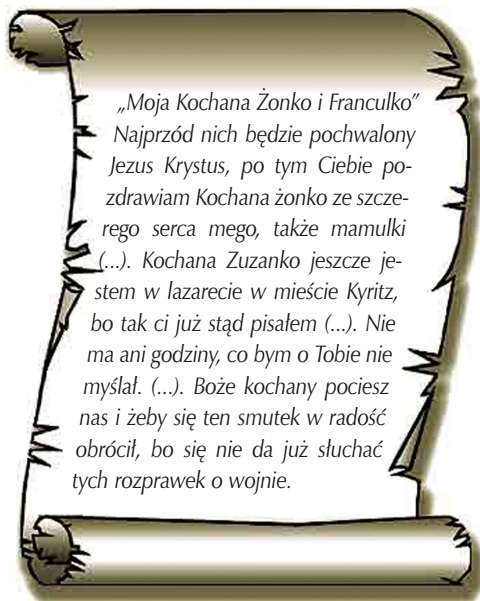 „Moja Kochana Żonko i Franculko”
Najprzód nich będzie pochwalony
Jezus Krystus, po tym Ciebie po-
zdrawiam Kochana żonko ze szcze-
rego serca mego, także mamulki
(...). Kochana Zuzanko jeszcze je-
stem w lazarecie w mieście Kyritz,
bo tak ci już stąd pisałem (...). Nie
ma ani godziny, co bym o Tobie nie
myślał. (...). Boże kochany pociesz
nas i żeby się ten smutek w radość
obrócił, bo się nie da już słuchać
tych rozprawek o wojnie.